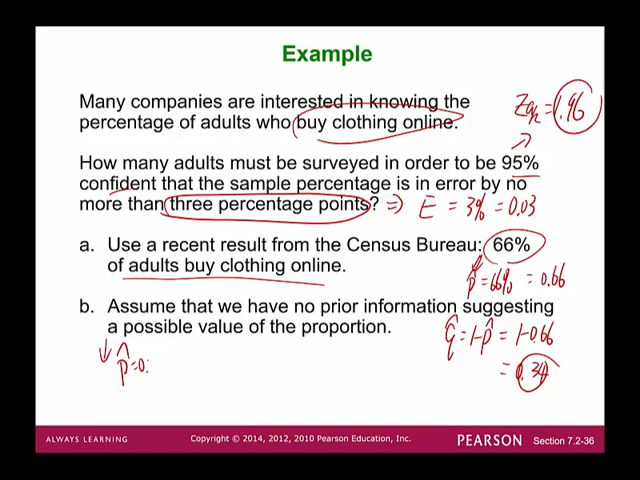 Example
Many companies are interested in knowing the
percentage of adults who buy clothing online.
Zα/2 = 1.96
How many adults must be surveyed in order to be 95%
confident that the sample percentage is in error by no
more than three percentage points? ⇒ E = 3% = 0.03
a. Use a recent result from the Census Bureau: 66%
of adults buy clothing online.
p̂ = 66% = 0.66
b. Assume that we have no prior information suggesting
a possible value of the proportion.
q̂ = 1-p̂ = 1-0.66
= 0.34
p̂ = 0.
ALWAYS LEARNING
Copyright © 2014, 2012, 2010 Pearson Education, Inc.
PEARSON
Section 7.2-36